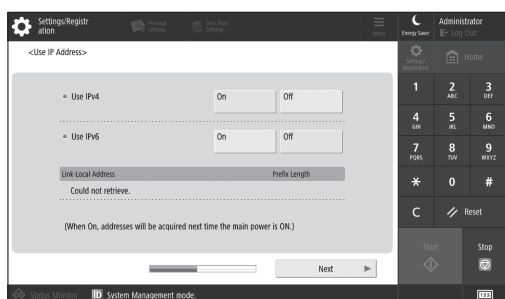 Settings/Registr
ation
Personal
Settings
Dest./Fwd.
Settings
Menu
Energy Saver
Administrator
Log Out
<Use IP Address>
Settings/
Registration
Home
Use IPv4
On
Off
Use IPv6
On
Off
Link-Local Address
Prefix Length
Could not retrieve.
(When On, addresses will be acquired next time the main power is ON.)
Next
1
2
ABC
3
DEF
4
GHI
5
JKL
6
MNO
7
PQRS
8
TUV
9
WXYZ
*
0
#
C
Reset
Start
Stop
Status Monitor
ID System Management mode.
123